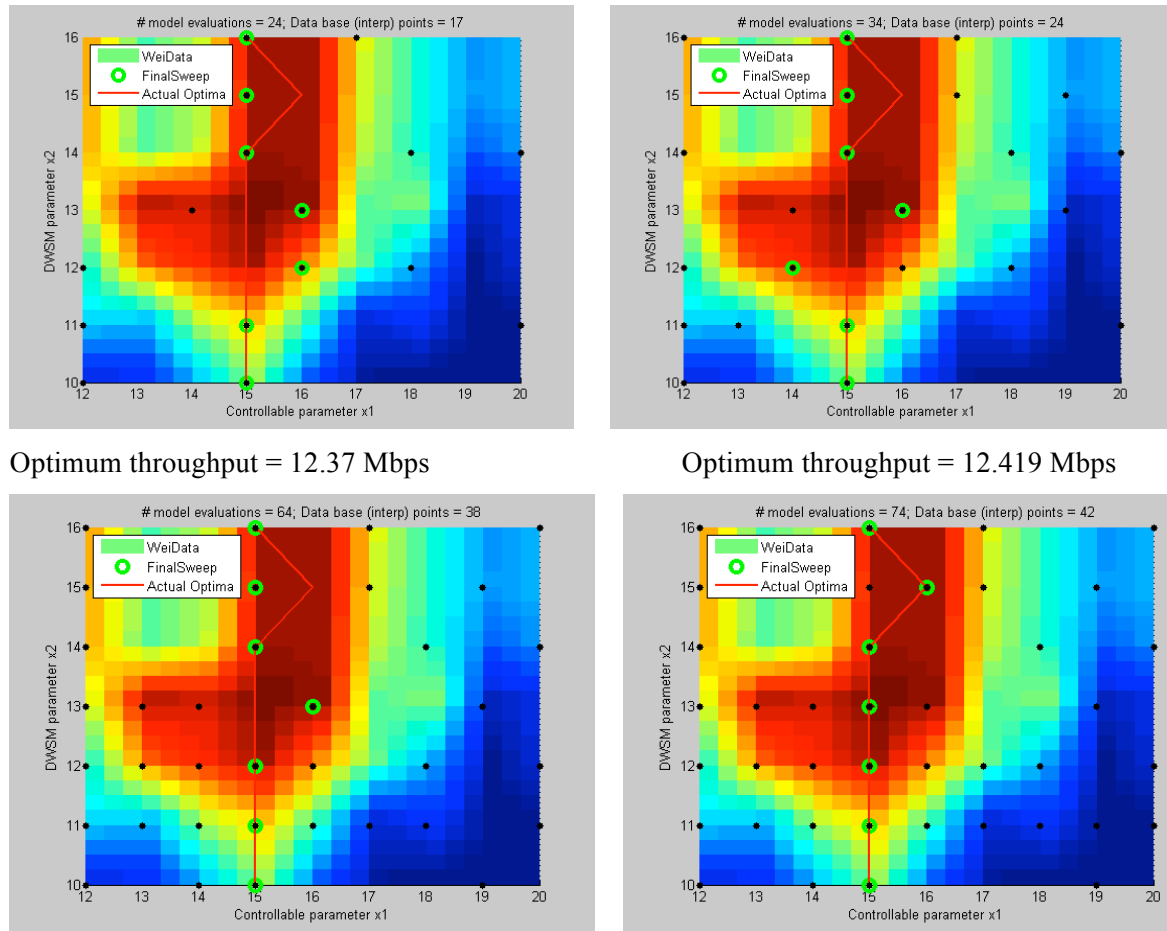 # model evaluations = 24; Data base (interp) points = 17
WeiData
FinalSweep
Actual Optima
16
15
14
13
12
11
10
DWSM parameter x2
12 13 14 15 16 17 18 19 20
Controllable parameter x1
# model evaluations = 34; Data base (interp) points = 24
WeiData
FinalSweep
Actual Optima
16
15
14
13
12
11
10
DWSM parameter x2
12 13 14 15 16 17 18 19 20
Controllable parameter x1
Optimum throughput = 12.37 Mbps
Optimum throughput = 12.419 Mbps
# model evaluations = 64; Data base (interp) points = 38
WeiData
FinalSweep
Actual Optima
16
15
14
13
12
11
10
DWSM parameter x2
12 13 14 15 16 17 18 19 20
Controllable parameter x1
# model evaluations = 74; Data base (interp) points = 42
WeiData
FinalSweep
Actual Optima
16
15
14
13
12
11
10
DWSM parameter x2
12 13 14 15 16 17 18 19 20
Controllable parameter x1